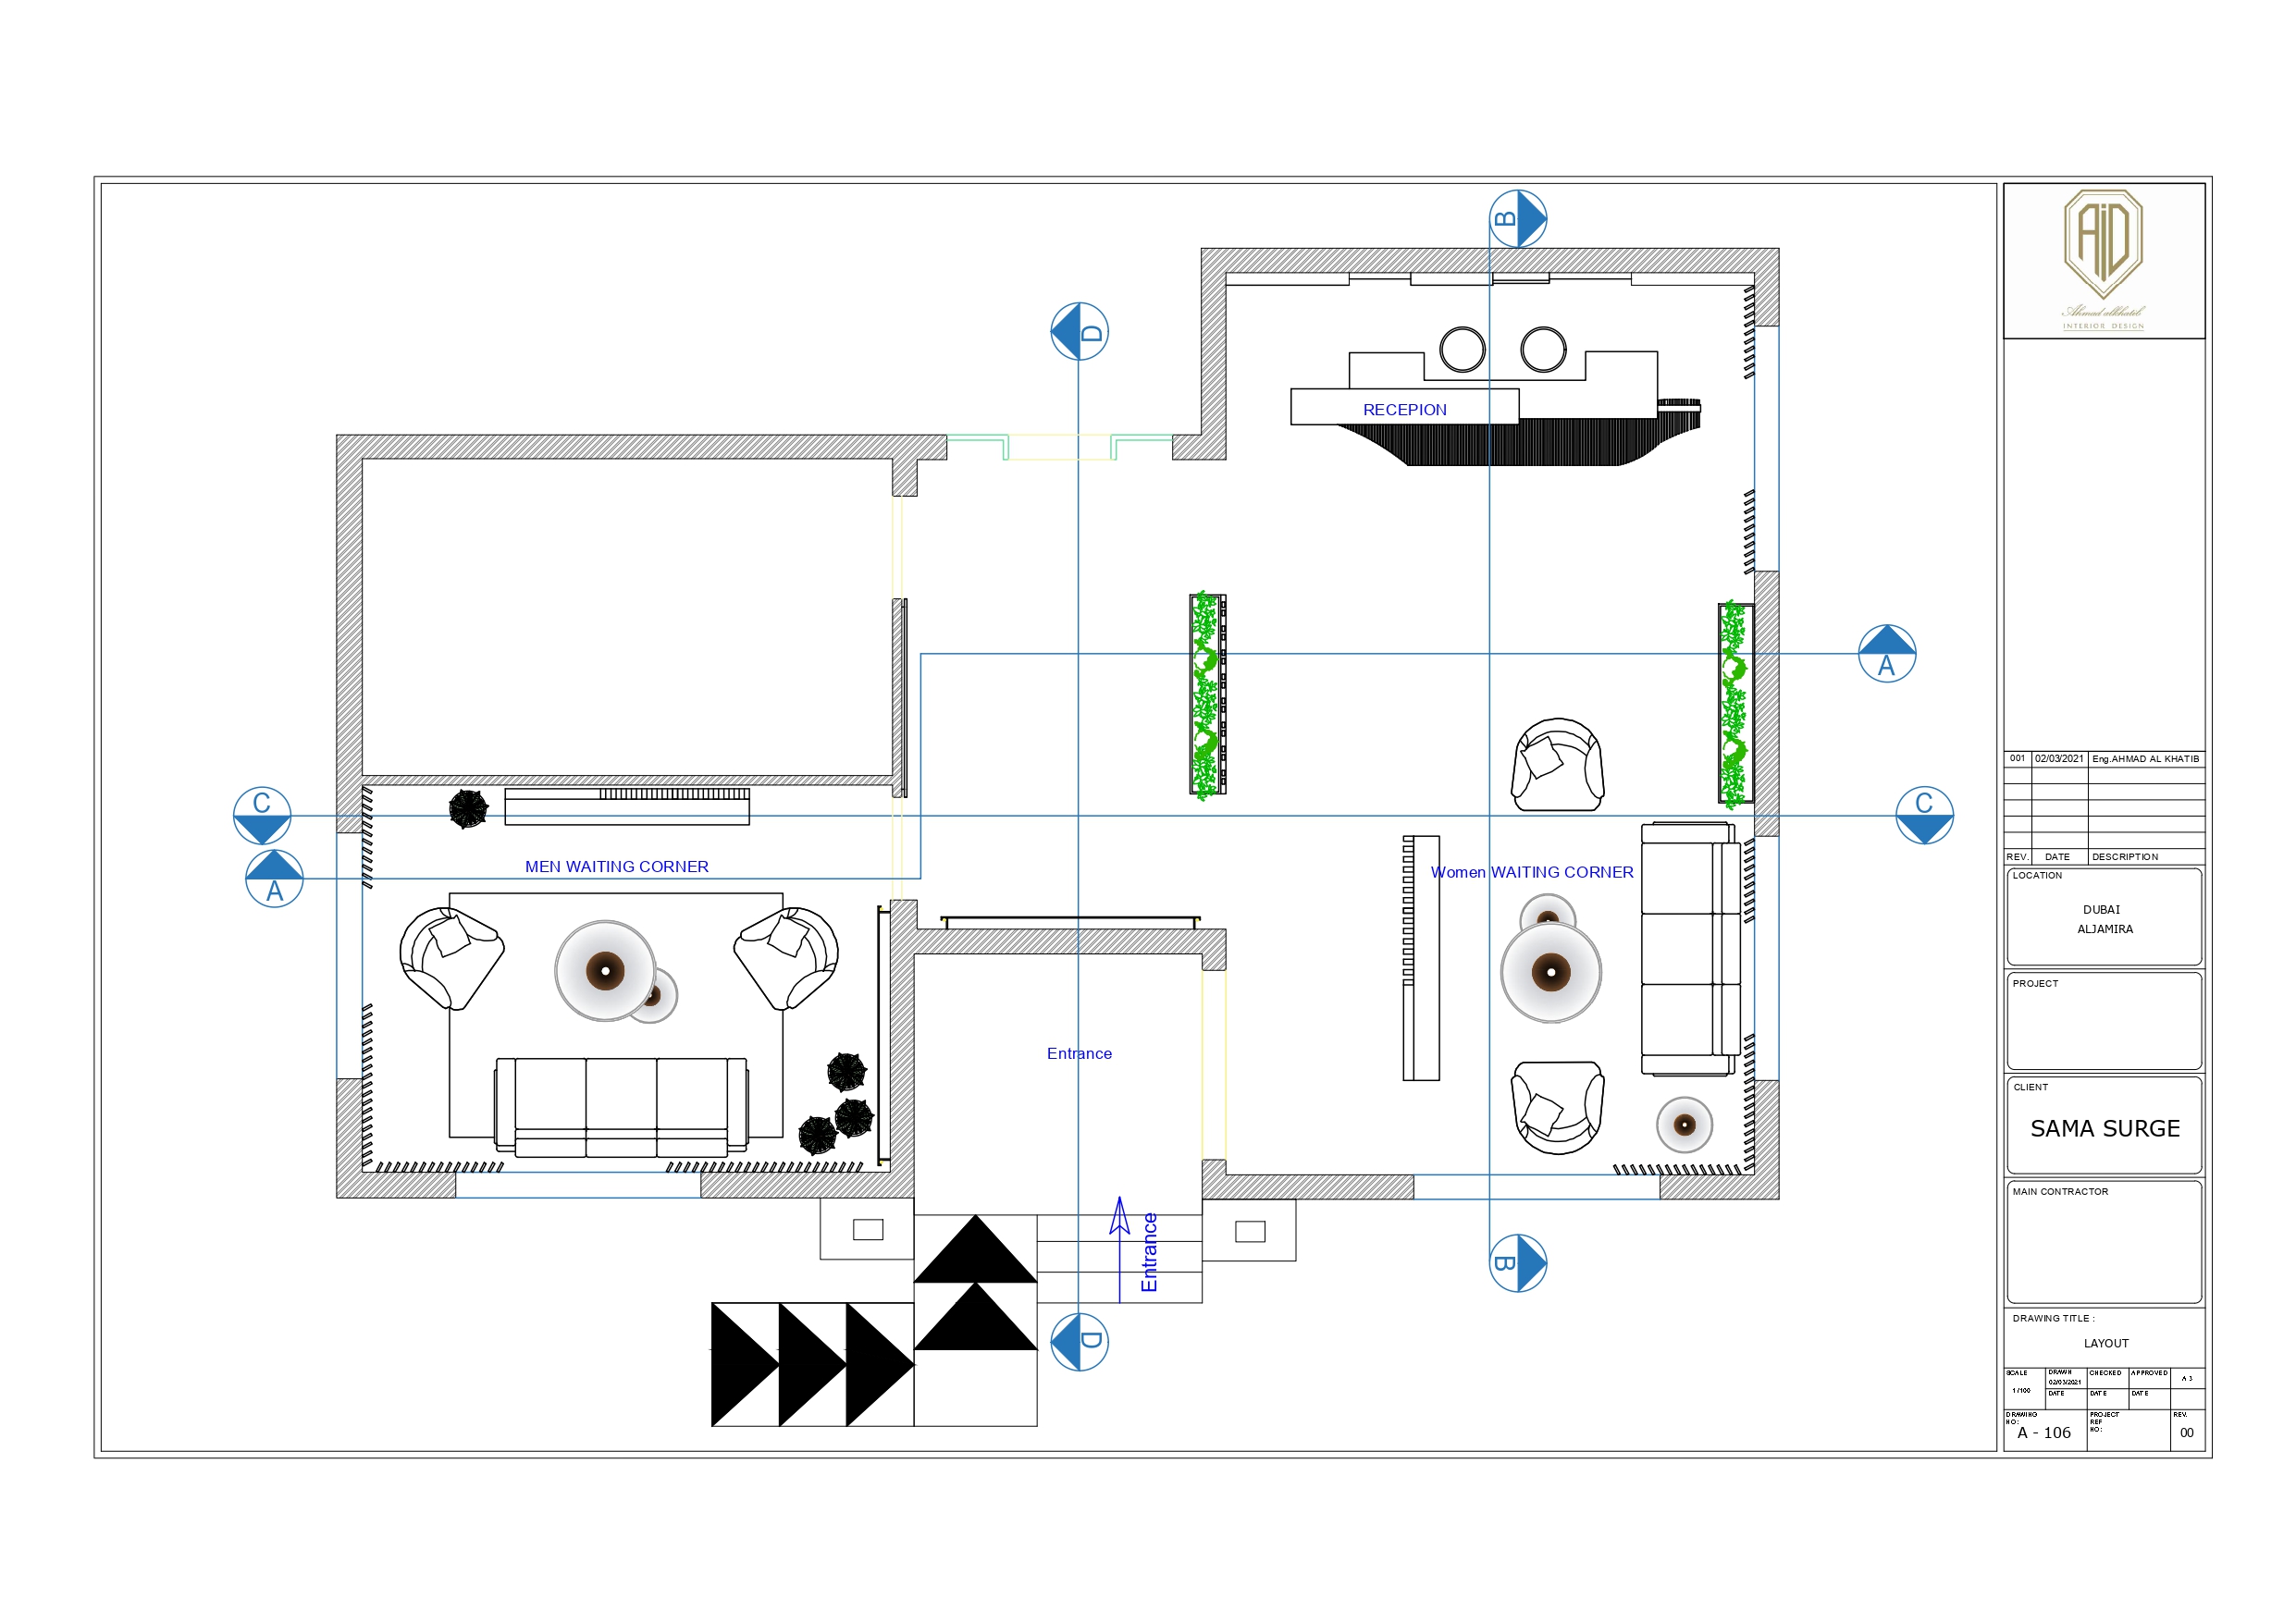 B
D
RECEPION
A
C
C
A
MEN WAITING CORNER
Women WAITING CORNER
Entrance
Entrance
B
D
AID
Ahmad alkhatib
INTERIOR DESIGN
001 02/03/2021 Eng.AHMAD AL KHATIB
REV. DATE DESCRIPTION
LOCATION
DUBAI
ALJAMIRA
PROJECT
CLIENT
SAMA SURGE
MAIN CONTRACTOR
DRAWING TITLE :
LAYOUT
SCALE
1/100
DRAWN
02/03/2021
DATE
CHECKED
DATE
APPROVED
DATE
A 3
DRAWING
NO:
A - 106
PROJECT
REF
NO:
REV.
00